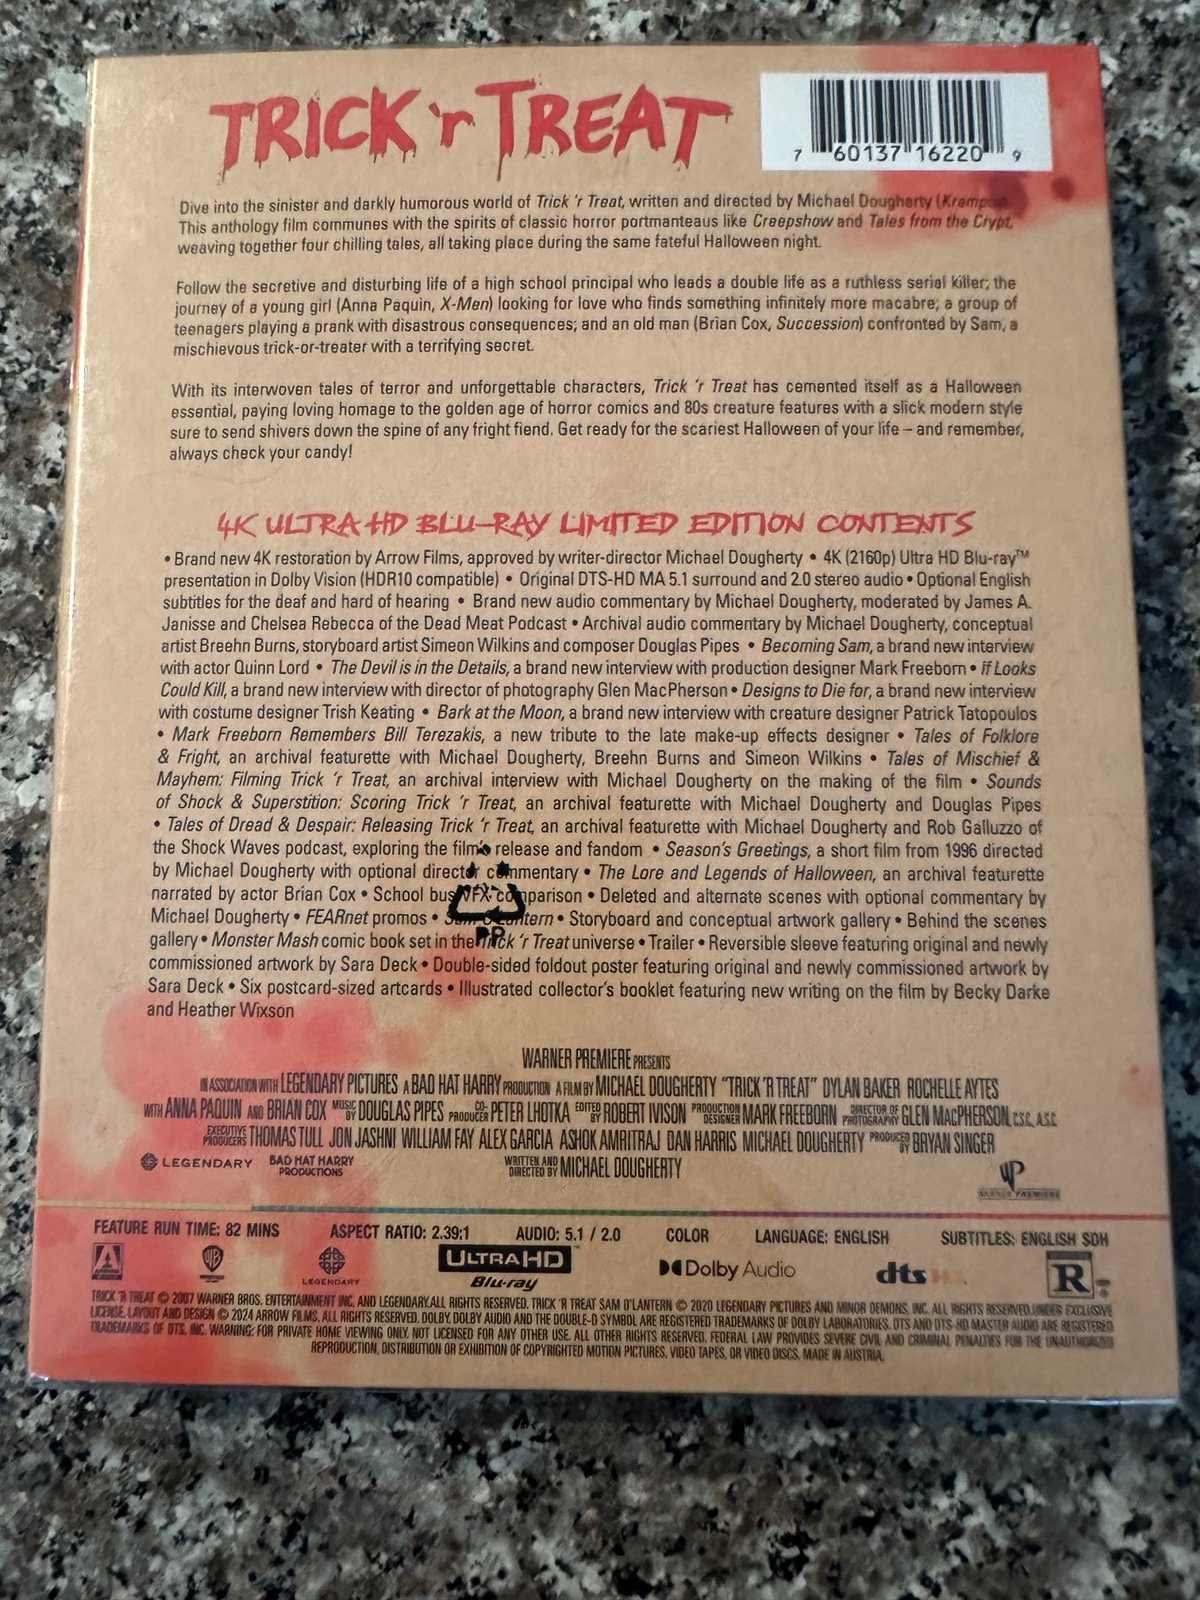 TRICK 'r TREAT
7 60137 16220 9
Dive into the sinister and darkly humorous world of Trick 'r Treat, written and directed by Michael Dougherty (Krampus).
This anthology film communes with the spirits of classic horror portmanteaus like Creepshow and Tales from the Crypt,
weaving together four chilling tales, all taking place during the same fateful Halloween night.
Follow the secretive and disturbing life of a high school principal who leads a double life as a ruthless serial killer; the
journey of a young girl (Anna Paquin, X-Men) looking for love who finds something infinitely more macabre; a group of
teenagers playing a prank with disastrous consequences; and an old man (Brian Cox, Succession) confronted by Sam, a
mischievous trick-or-treater with a terrifying secret.
With its interwoven tales of terror and unforgettable characters, Trick 'r Treat has cemented itself as a Halloween
essential, paying loving homage to the golden age of horror comics and 80s creature features with a slick modern style
sure to send shivers down the spine of any fright fiend. Get ready for the scariest Halloween of your life – and remember,
always check your candy!
4K ULTRA HD BLU-RAY LIMITED EDITION CONTENTS
• Brand new 4K restoration by Arrow Films, approved by writer-director Michael Dougherty • 4K (2160p) Ultra HD Blu-ray™
presentation in Dolby Vision (HDR10 compatible) • Original DTS-HD MA 5.1 surround and 2.0 stereo audio • Optional English
subtitles for the deaf and hard of hearing • Brand new audio commentary by Michael Dougherty, moderated by James A.
Janisse and Chelsea Rebecca of the Dead Meat Podcast • Archival audio commentary by Michael Dougherty, conceptual
artist Breehn Burns, storyboard artist Simeon Wilkins and composer Douglas Pipes • Becoming Sam, a brand new interview
with actor Quinn Lord • The Devil is in the Details, a brand new interview with production designer Mark Freeborn • If Looks
Could Kill, a brand new interview with director of photography Glen MacPherson • Designs to Die for, a brand new interview
with costume designer Trish Keating • Bark at the Moon, a brand new interview with creature designer Patrick Tatopoulos
• Mark Freeborn Remembers Bill Terezakis, a new tribute to the late make-up effects designer • Tales of Folklore
& Fright, an archival featurette with Michael Dougherty, Breehn Burns and Simeon Wilkins • Tales of Mischief &
Mayhem: Filming Trick 'r Treat, an archival interview with Michael Dougherty on the making of the film • Sounds
of Shock & Superstition: Scoring Trick 'r Treat, an archival featurette with Michael Dougherty and Douglas Pipes
• Tales of Dread & Despair: Releasing Trick 'r Treat, an archival featurette with Michael Dougherty and Rob Galluzzo of
the Shock Waves podcast, exploring the film's release and fandom • Season's Greetings, a short film from 1996 directed
by Michael Dougherty with optional director commentary • The Lore and Legends of Halloween, an archival featurette
narrated by actor Brian Cox • School bus VFX comparison • Deleted and alternate scenes with optional commentary by
Michael Dougherty • FEARnet promos • Sam O'Lantern • Storyboard and conceptual artwork gallery • Behind the scenes
gallery • Monster Mash comic book set in the Trick 'r Treat universe • Trailer • Reversible sleeve featuring original and newly
commissioned artwork by Sara Deck • Double-sided foldout poster featuring original and newly commissioned artwork by
Sara Deck • Six postcard-sized artcards • Illustrated collector's booklet featuring new writing on the film by Becky Darke
and Heather Wixson
PP
WARNER PREMIERE PRESENTS
IN ASSOCIATION WITH LEGENDARY PICTURES A BAD HAT HARRY PRODUCTION A FILM BY MICHAEL DOUGHERTY "TRICK 'R TREAT" DYLAN BAKER ROCHELLE AYTES
WITH ANNA PAQUIN AND BRIAN COX MUSIC BY DOUGLAS PIPES CO-PRODUCER PETER LHOTKA EDITED BY ROBERT IVISON PRODUCTION DESIGNER MARK FREEBORN DIRECTOR OF PHOTOGRAPHY GLEN MACPHERSON, C.S.C., A.S.C.
EXECUTIVE PRODUCERS THOMAS TULL JON JASHNI WILLIAM FAY ALEX GARCIA ASHOK AMRITRAJ DAN HARRIS MICHAEL DOUGHERTY PRODUCED BY BRYAN SINGER
LEGENDARY BAD HAT HARRY PRODUCTIONS WRITTEN AND DIRECTED BY MICHAEL DOUGHERTY WARNER PREMIERE
FEATURE RUN TIME: 82 MINS ASPECT RATIO: 2.39:1 AUDIO: 5.1 / 2.0 COLOR LANGUAGE: ENGLISH SUBTITLES: ENGLISH SDH
A WB LEGENDARY ULTRA HD Blu-ray Dolby Audio dts R
TRICK 'R TREAT © 2007 WARNER BROS. ENTERTAINMENT INC. AND LEGENDARY. ALL RIGHTS RESERVED. TRICK 'R TREAT SAM O'LANTERN © 2020 LEGENDARY PICTURES AND MINOR DEMONS, INC. ALL RIGHTS RESERVED. UNDER EXCLUSIVE
LICENSE. LAYOUT AND DESIGN © 2024 ARROW FILMS. ALL RIGHTS RESERVED. DOLBY, DOLBY AUDIO AND THE DOUBLE-D SYMBOL ARE REGISTERED TRADEMARKS OF DOLBY LABORATORIES. DTS AND DTS-HD MASTER AUDIO ARE REGISTERED
TRADEMARKS OF DTS, INC. WARNING: FOR PRIVATE HOME VIEWING ONLY. NOT LICENSED FOR ANY OTHER USE. ALL OTHER RIGHTS RESERVED. FEDERAL LAW PROVIDES SEVERE CIVIL AND CRIMINAL PENALTIES FOR THE UNAUTHORIZED
REPRODUCTION, DISTRIBUTION OR EXHIBITION OF COPYRIGHTED MOTION PICTURES, VIDEO TAPES, OR VIDEO DISCS. MADE IN AUSTRIA.